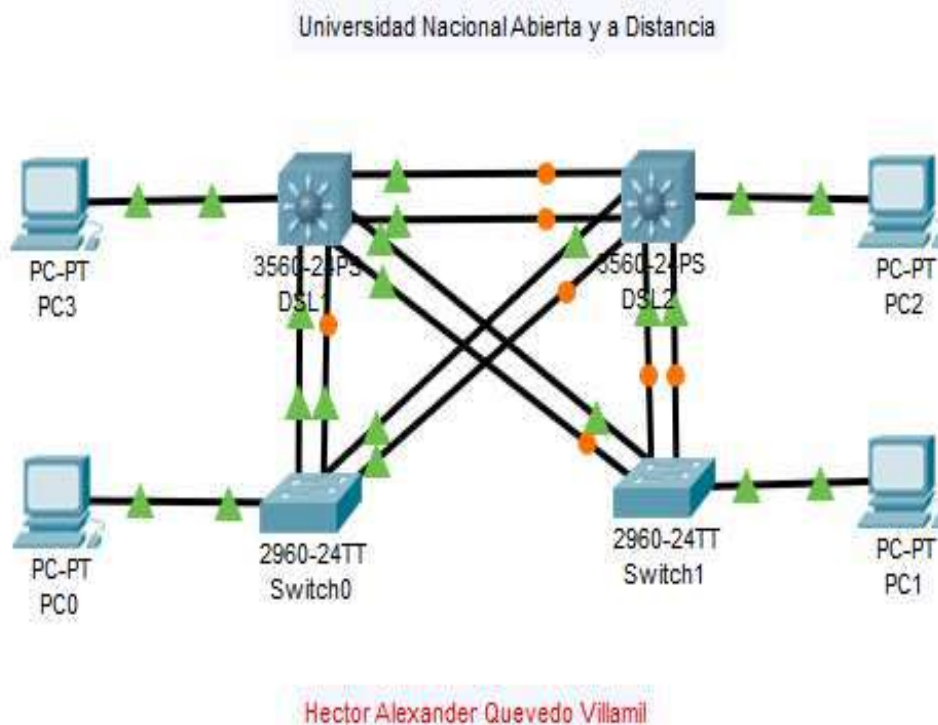 Universidad Nacional Abierta y a Distancia
PC-PT
PC3
3560-24PS
DSL1
3560-24PS
DSL2
PC-PT
PC2
PC-PT
PC0
2960-24TT
Switch0
2960-24TT
Switch1
PC-PT
PC1
Hector Alexander Quevedo Villamil